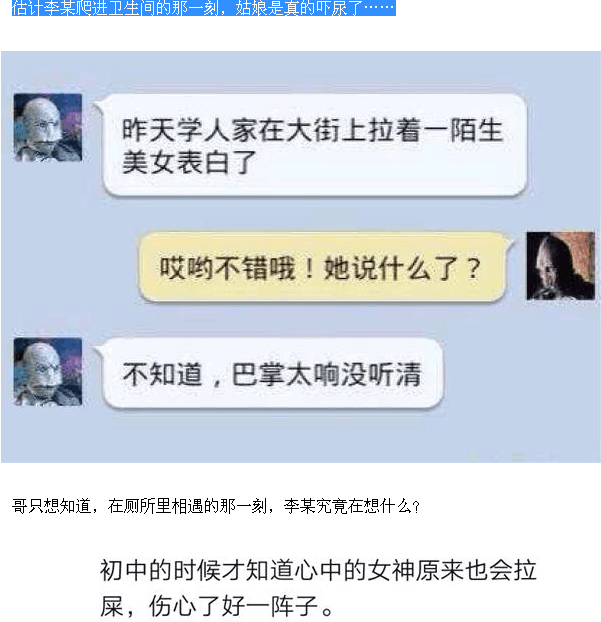 估计李某爬进卫生间的那一刻，姑娘是真的吓尿了……
昨天学人家在大街上拉着一陌生
美女表白了
哎哟不错哦！她说什么了？
不知道，巴掌太响没听清
哥只想知道，在厕所里相遇的那一刻，李某究竟在想什么?
初中的时候才知道心中的女神原来也会拉
屎，伤心了好一阵子。